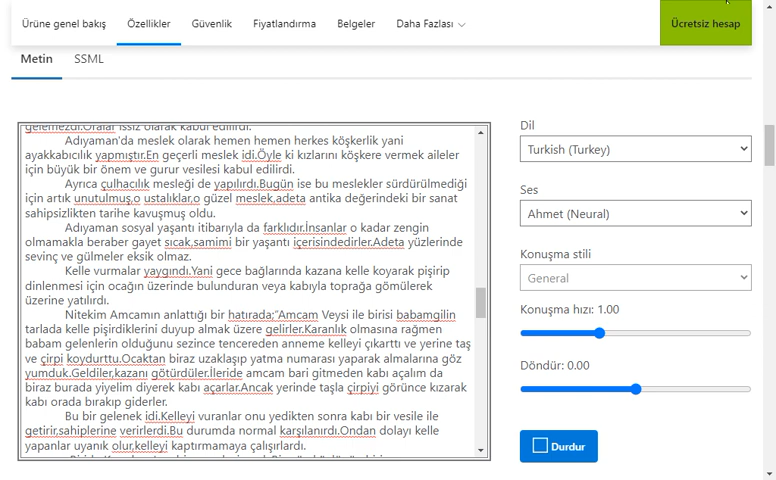 Ürüne genel bakış Özellikler Güvenlik Fiyatlandırma Belgeler Daha Fazlası Ücretsiz hesap
Metin SSML
gelemezdi.Oralar ıssız olarak kabul edilirdi.
Adıyaman'da meslek olarak hemen hemen herkes köşkerlik yani
ayakkabıcılık yapmıştır.En geçerli meslek idi.Öyle ki kızlarını köşkere vermek aileler
için büyük bir önem ve gurur vesilesi kabul edilirdi.
Ayrıca çulhacılık mesleği de yapılırdı.Bugün ise bu meslekler sürdürülmediği
için artık unutulmuş,o ustalıklar,o güzel meslek,adeta antika değerindeki bir sanat
sahipsizlikten tarihe kavuşmuş oldu.
Adıyaman sosyal yaşantı itibarıyla da farklıdır.İnsanlar o kadar zengin
olmamakla beraber gayet sıcak,samimi bir yaşantı içerisindedirler.Adeta yüzlerinde
sevinç ve gülmeler eksik olmaz.
Kelle vurmalar yaygındı.Yani gece bağlarında kazana kelle koyarak pişirip
dinlenmesi için ocağın üzerinde bulunduran veya kabıyla toprağa gömülerek
üzerine yatılırdı.
Nitekim Amcamın anlattığı bir hatırada;"Amcam Veysi ile birisi babamgilin
tarlada kelle pişirdiklerini duyup almak üzere gelirler.Karanlık olmasına rağmen
babam gelenlerin olduğunu sezince tencereden anneme kelleyi çıkarttı ve yerine taş
ve çirpi koydurttu.Ocaktan biraz uzaklaşıp yatma numarası yaparak almalarına göz
yumduk.Geldiler,kazanı götürdüler.İleride amcam bari gitmeden kabı açalım da
biraz burada yiyelim diyerek kabı açarlar.Ancak yerinde taşla çirpiyi görünce kızarak
kabı orada bırakıp giderler.
Bu bir gelenek idi.Kelleyi vuranlar onu yedikten sonra kabı bir vesile ile
getirir,sahiplerine verirlerdi.Bu durumda normal karşılanırdı.Ondan dolayı kelle
yapanlar uyanık olur,kelleyi kaptırmamaya çalışırlardı.
Dil
Turkish (Turkey)
Ses
Ahmet (Neural)
Konuşma stili
General
Konuşma hızı: 1.00
Döndür: 0.00
Durdur